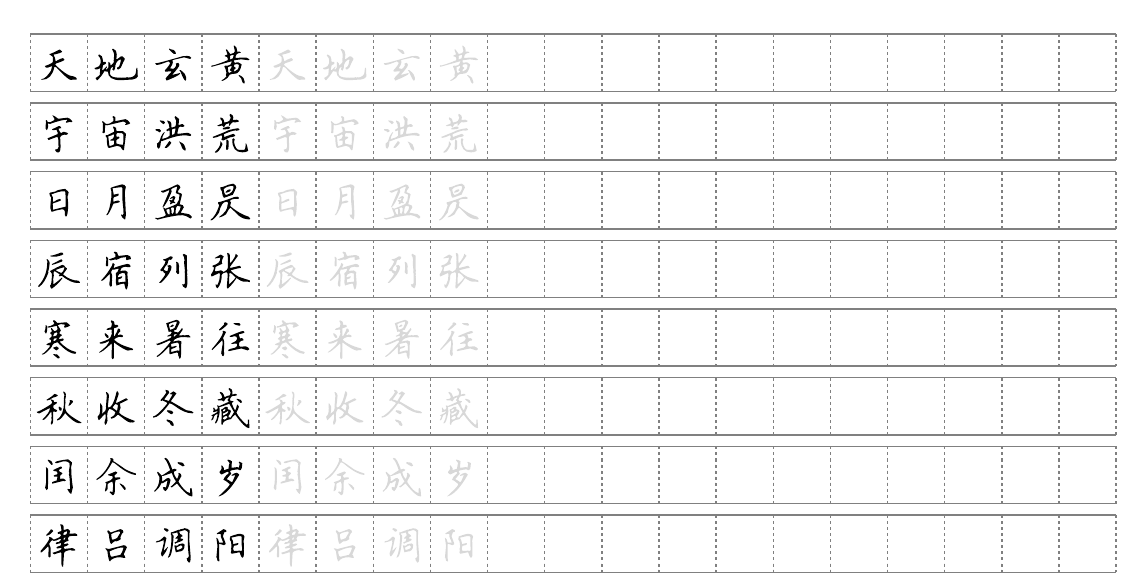 天地玄黄天地玄黄
宇宙洪荒宇宙洪荒
日月盈昃日月盈昃
辰宿列张辰宿列张
寒来暑往寒来暑往
秋收冬藏秋收冬藏
闰余成岁闰余成岁
律吕调阳律吕调阳